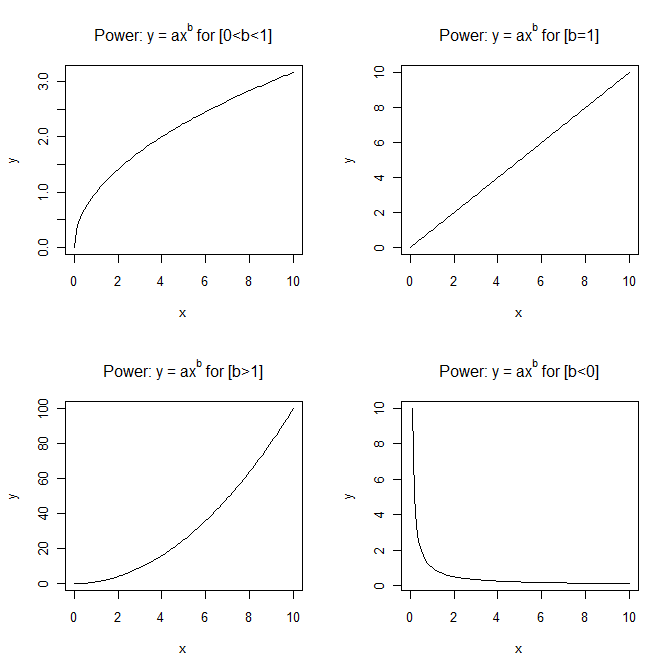 Power: y = ax^b for [0<b<1]
y
0.0 1.0 2.0 3.0
0 2 4 6 8 10
x
Power: y = ax^b for [b=1]
y
0 2 4 6 8 10
0 2 4 6 8 10
x
Power: y = ax^b for [b>1]
y
0 20 40 60 80 100
0 2 4 6 8 10
x
Power: y = ax^b for [b<0]
y
0 2 4 6 8 10
0 2 4 6 8 10
x